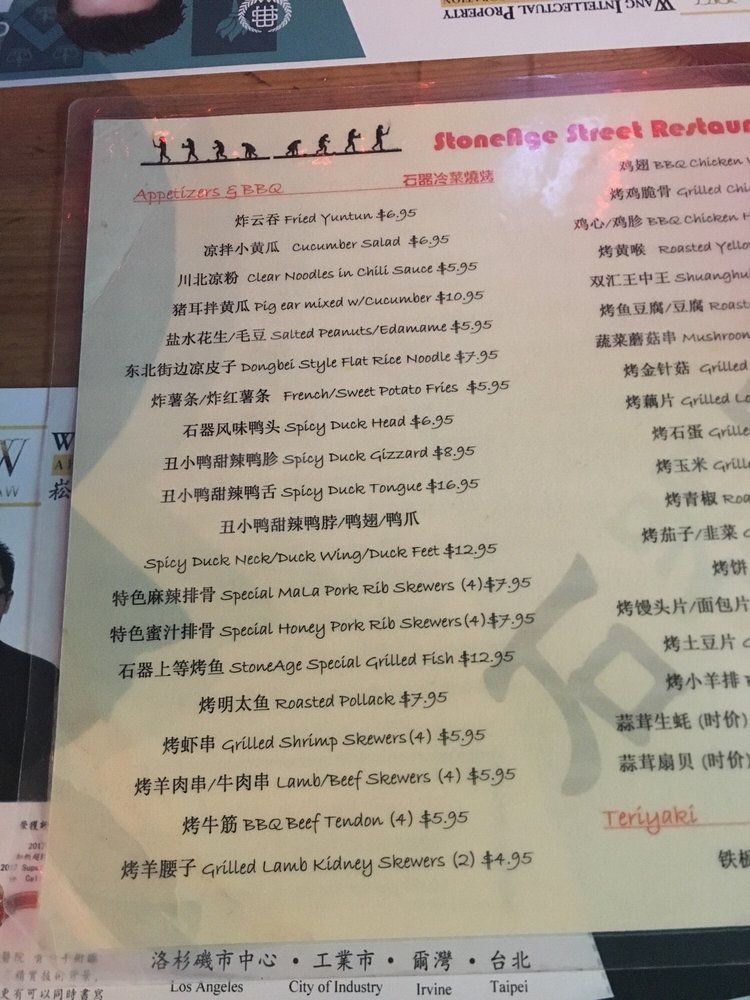 WANG INTELLECTUAL PROPERTY
StoneAge Street
Appetizers & BBQ 石器冷菜燒烤
炸云吞 Fried Yuntun $6.95
凉拌小黄瓜 Cucumber Salad $6.95
川北凉粉 Clear Noodles in Chili Sauce $5.95
猪耳拌黄瓜 Pig ear mixed w/Cucumber $10.95
盐水花生/毛豆 Salted Peanuts/Edamame $5.95
东北街边凉皮子 Dongbei Style Flat Rice Noodle $7.95
炸薯条/炸红薯条 French/Sweet Potato Fries $5.95
石器风味鸭头 Spicy Duck Head $6.95
丑小鸭甜辣鸭胗 Spicy Duck Gizzard $8.95
丑小鸭甜辣鸭舌 Spicy Duck Tongue $16.95
丑小鸭甜辣鸭脖/鸭翅/鸭爪
Spicy Duck Neck/Duck Wing/Duck Feet $12.95
特色麻辣排骨 Special MaLa Pork Rib Skewers (4)$7.95
特色蜜汁排骨 Special Honey Pork Rib Skewers(4)$7.95
石器上等烤鱼 StoneAge Special Grilled Fish $12.95
烤明太鱼 Roasted Pollack $7.95
烤虾串 Grilled Shrimp Skewers(4) $5.95
烤羊肉串/牛肉串 Lamb/Beef Skewers (4) $5.95
烤牛筋 BBQ Beef Tendon (4) $5.95
烤羊腰子 Grilled Lamb Kidney Skewers (2) $4.95
鸡翅 BBQ Chicken
烤鸡脆骨 Grilled
鸡心/鸡胗 BBQ Chicken
烤黄喉 Roasted
双汇王中王
烤鱼豆腐/豆腐
蔬菜蘑菇串
烤金针菇 Grilled
烤藕片 Grilled
烤石蛋
烤玉米
烤青椒
烤茄子/韭菜
烤饼
烤馒头片/面包片
烤土豆片
烤小羊排
蒜茸生蚝 (时价)
蒜茸扇贝 (时价)
Teriyaki
铁板
洛杉磯市中心 • 工業市 • 爾灣 • 台北
Los Angeles City of Industry Irvine Taipei